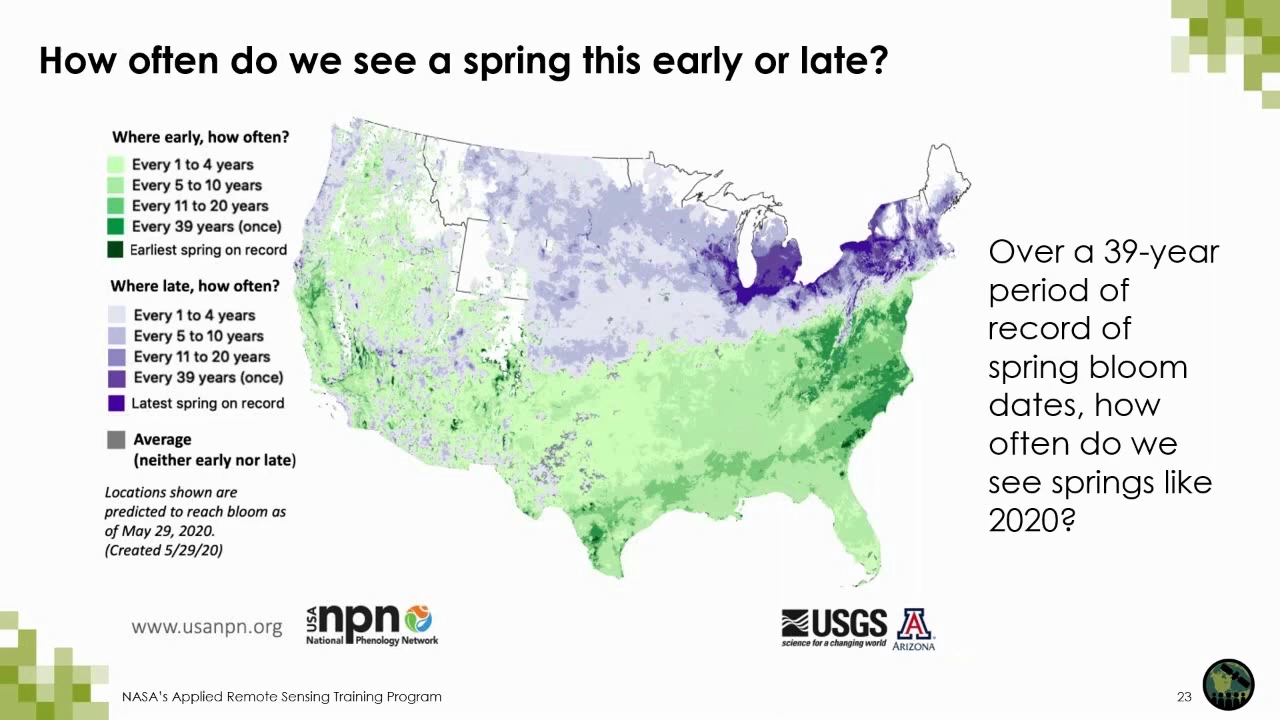 How often do we see a spring this early or late?
Where early, how often?
Every 1 to 4 years
Every 5 to 10 years
Every 11 to 20 years
Every 39 years (once)
Earliest spring on record
Where late, how often?
Every 1 to 4 years
Every 5 to 10 years
Every 11 to 20 years
Every 39 years (once)
Latest spring on record
Average
(neither early nor late)
Locations shown are
predicted to reach bloom as
of May 29, 2020.
(Created 5/29/20)
Over a 39-year
period of
record of
spring bloom
dates, how
often do we
see springs like
2020?
www.usanpn.org
USA npn
National Phenology Network
USGS
science for a changing world
A
ARIZONA
NASA's Applied Remote Sensing Training Program
23